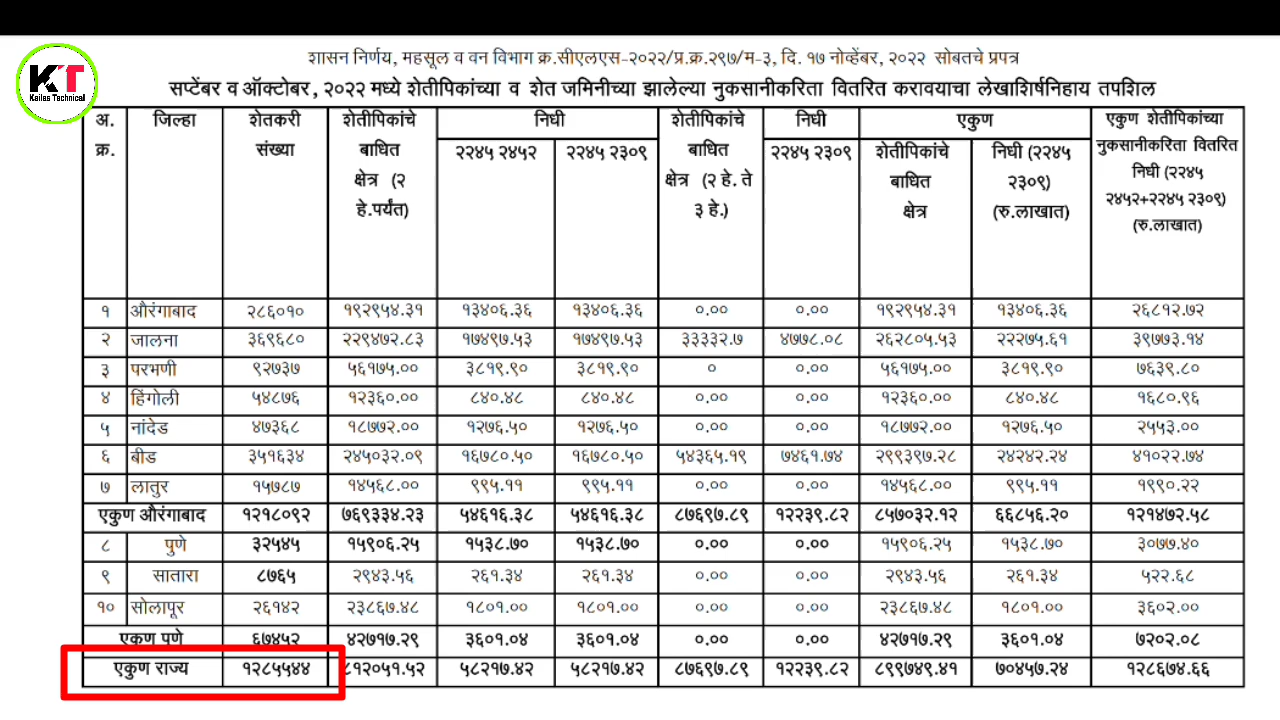 शासन निर्णय, महसूल व वन विभाग क्र.सीएलएस-२०२२/प्र.क्र.२९७/म-३, दि. १७ नोव्हेंबर, २०२२ सोबतचे प्रपत्र
सप्टेंबर व ऑक्टोबर, २०२२ मध्ये शेतीपिकांच्या व शेत जमिनीच्या झालेल्या नुकसानीकरिता वितरित करावयाचा लेखाशिर्षनिहाय तपशिल
KT
Kailas Technical
अ. क्र. जिल्हा शेतकरी संख्या शेतीपिकांचे बाधित क्षेत्र (२ हे.पर्यंत) निधी शेतीपिकांचे बाधित क्षेत्र (२ हे. ते ३ हे.) निधी एकुण एकुण शेतीपिकांच्या नुकसानीकरिता वितरित निधी (२२४५ २४५२+२२४५ २३०९) (रु.लाखात)
२२४५ २४५२ २२४५ २३०९ २२४५ २३०९ शेतीपिकांचे बाधित क्षेत्र निधी (२२४५ २३०९) (रु.लाखात)
१ औरंगाबाद २८६०१० १९२९५४.३१ १३४०६.३६ १३४०६.३६ ०.०० ०.०० १९२९५४.३१ १३४०६.३६ २६८१२.७२
२ जालना ३६९६८० २२९४७२.८३ १७४९७.५३ १७४९७.५३ ३३३३२.७ ४७७८.०८ २६२८०५.५३ २२२७५.६१ ३९७७३.१४
३ परभणी ९२७३७ ५६१७५.०० ३८१९.९० ३८१९.९० ० ०.०० ५६१७५.०० ३८१९.९० ७६३९.८०
४ हिंगोली ५४८७६ १२३६०.०० ८४०.४८ ८४०.४८ ०.०० ०.०० १२३६०.०० ८४०.४८ १६८०.९६
५ नांदेड ४७३६८ १८७७२.०० १२७६.५० १२७६.५० ०.०० ०.०० १८७७२.०० १२७६.५० २५५३.००
६ बीड ३५१६३४ २४५०३२.०९ १६७८०.५० १६७८०.५० ५४३६५.१९ ७४६१.७४ २९९३९७.२८ २४२४२.२४ ४१०२२.७४
७ लातुर १५७८७ १४५६८.०० ९९५.११ ९९५.११ ०.०० ०.०० १४५६८.०० ९९५.११ १९९०.२२
एकुण औरंगाबाद १२१८०९२ ७६९३३४.२३ ५४६१६.३८ ५४६१६.३८ ८७६९७.८९ १२२३९.८२ ८५७०३२.१२ ६६८५६.२० १२१४७२.५८
८ पुणे ३२५४५ १५९०६.२५ १५३८.७० १५३८.७० ०.०० ०.०० १५९०६.२५ १५३८.७० ३०७७.४०
९ सातारा ८७६५ २९४३.५६ २६१.३४ २६१.३४ ०.०० ०.०० २९४३.५६ २६१.३४ ५२२.६८
१० सोलापूर २६१४२ २३८६७.४८ १८०१.०० १८०१.०० ०.०० ०.०० २३८६७.४८ १८०१.०० ३६०२.००
एकुण पुणे ६७४५२ ४२७१७.२९ ३६०१.०४ ३६०१.०४ ०.०० ०.०० ४२७१७.२९ ३६०१.०४ ७२०२.०८
एकुण राज्य १२८५५४४ ८१२०५१.५२ ५८२१७.४२ ५८२१७.४२ ८७६९७.८९ १२२३९.८२ ८९९७४९.४१ ७०४५७.२४ १२८६७४.६६